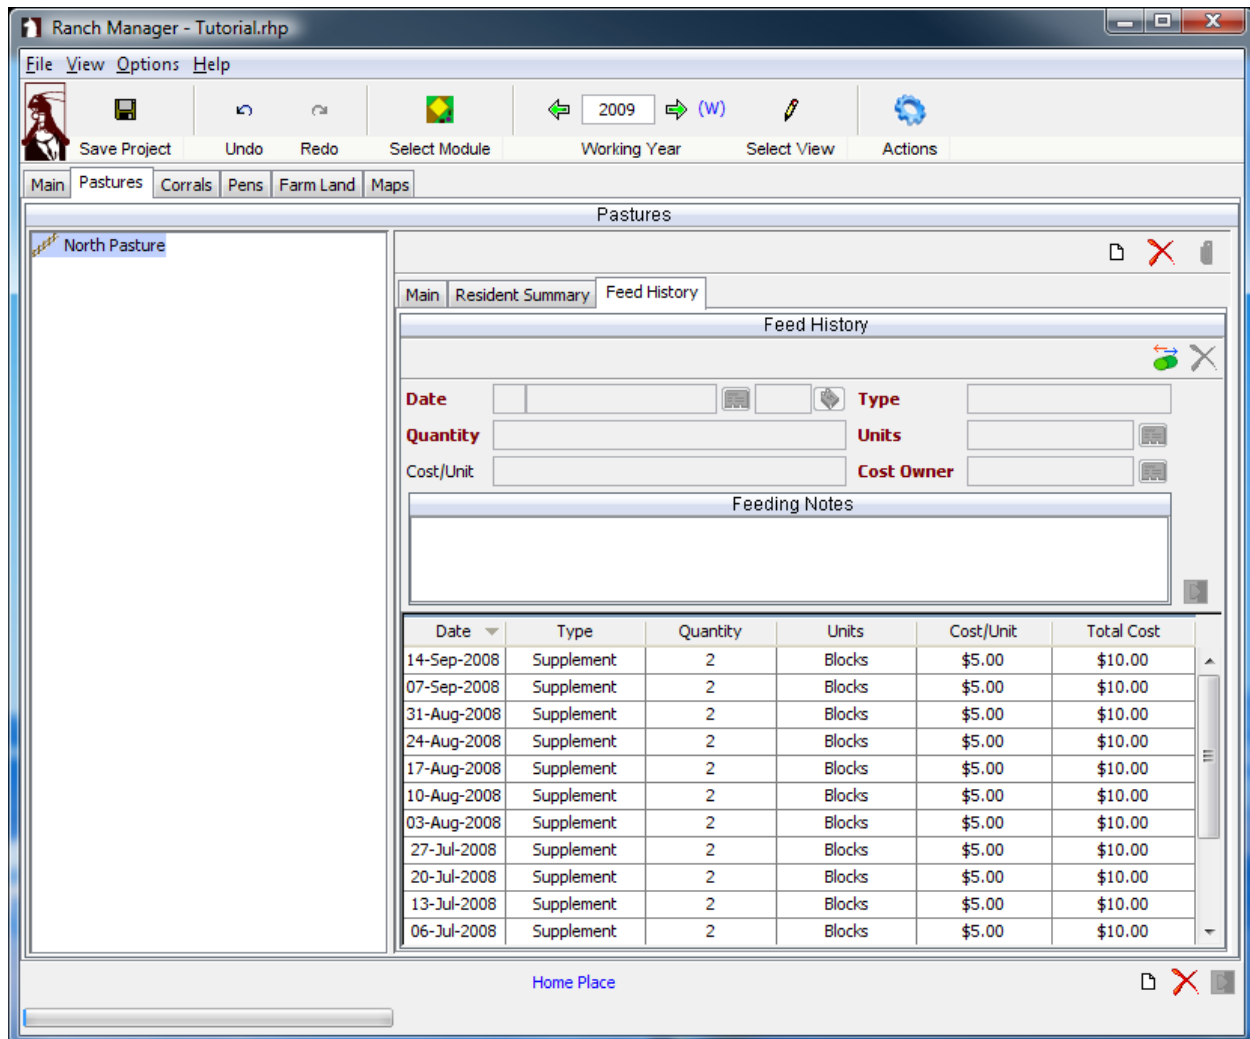 Ranch Manager - Tutorial.rhp
File View Options Help
2009 (W)
Save Project Undo Redo Select Module Working Year Select View Actions
Main Pastures Corrals Pens Farm Land Maps
Pastures
North Pasture
Main Resident Summary Feed History
Feed History
Date Type
Quantity Units
Cost/Unit Cost Owner
Feeding Notes
Date Type Quantity Units Cost/Unit Total Cost
14-Sep-2008 Supplement 2 Blocks $5.00 $10.00
07-Sep-2008 Supplement 2 Blocks $5.00 $10.00
31-Aug-2008 Supplement 2 Blocks $5.00 $10.00
24-Aug-2008 Supplement 2 Blocks $5.00 $10.00
17-Aug-2008 Supplement 2 Blocks $5.00 $10.00
10-Aug-2008 Supplement 2 Blocks $5.00 $10.00
03-Aug-2008 Supplement 2 Blocks $5.00 $10.00
27-Jul-2008 Supplement 2 Blocks $5.00 $10.00
20-Jul-2008 Supplement 2 Blocks $5.00 $10.00
13-Jul-2008 Supplement 2 Blocks $5.00 $10.00
06-Jul-2008 Supplement 2 Blocks $5.00 $10.00
Home Place